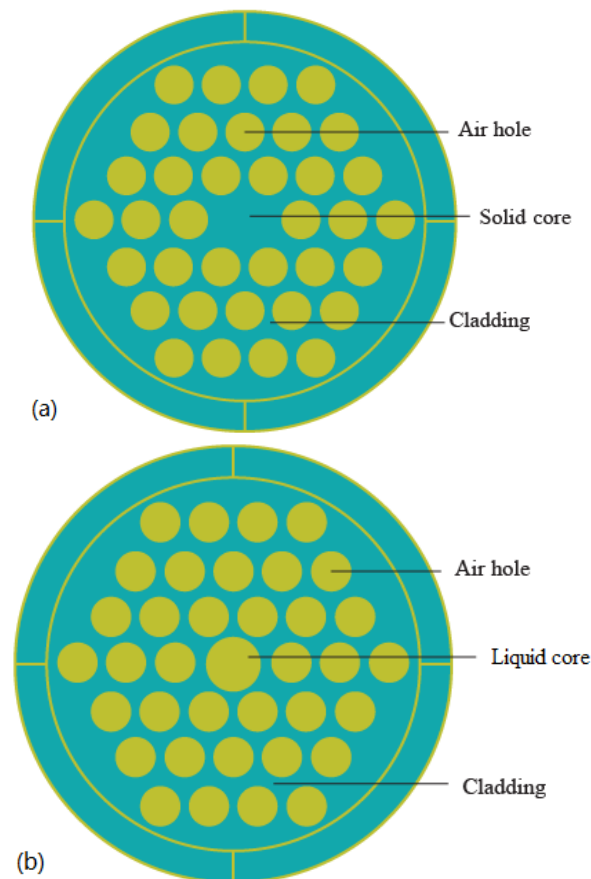 Air hole
Solid core
Cladding
(a)
Air hole
Liquid core
Cladding
(b)